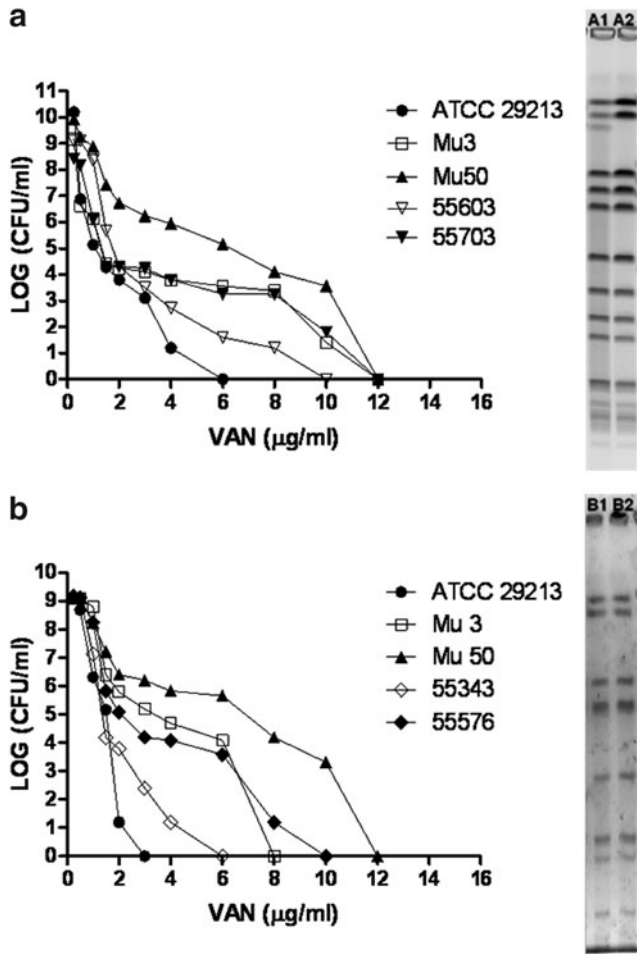 a
A1 A2
11
10
9
8
7
6
5
4
3
2
1
0
LOG (CFU/ml)
0 2 4 6 8 10 12 14 16
VAN (μg/ml)
ATCC 29213
Mu3
Mu50
55603
55703
b
B1 B2
10
9
8
7
6
5
4
3
2
1
0
LOG (CFU/ml)
0 2 4 6 8 10 12 14 16
VAN (μg/ml)
ATCC 29213
Mu 3
Mu 50
55343
55576